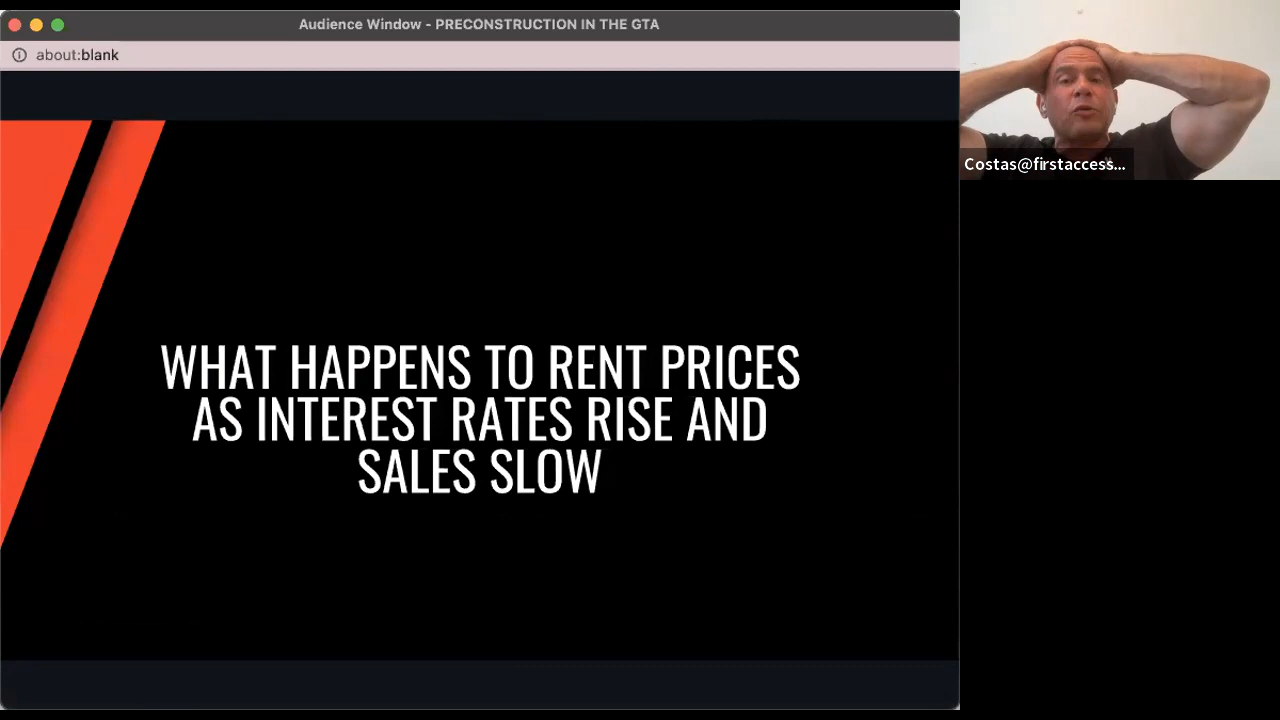 Audience Window - PRECONSTRUCTION IN THE GTA
about:blank
WHAT HAPPENS TO RENT PRICES
AS INTEREST RATES RISE AND
SALES SLOW
Costas@firstaccess...